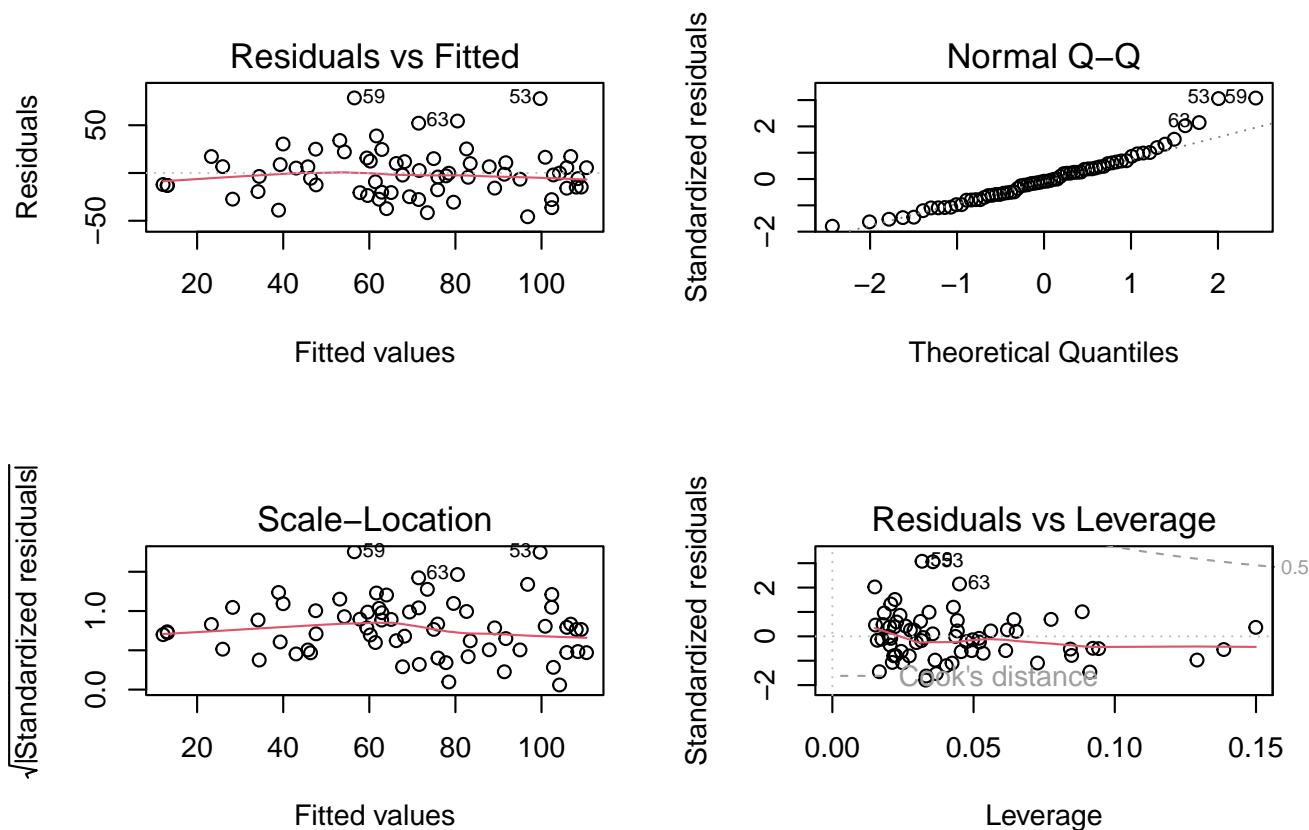 Residuals vs Fitted
Residuals
50
−50
59
53
63
20 40 60 80 100
Fitted values
Normal Q−Q
Standardized residuals
2
0
−2
53
59
63
−2 −1 0 1 2
Theoretical Quantiles
Scale−Location
√|Standardized residuals|
1.0
0.0
59
53
63
20 40 60 80 100
Fitted values
Residuals vs Leverage
Standardized residuals
2
0
−2
59
53
63
0.5
Cook's distance
0.00 0.05 0.10 0.15
Leverage